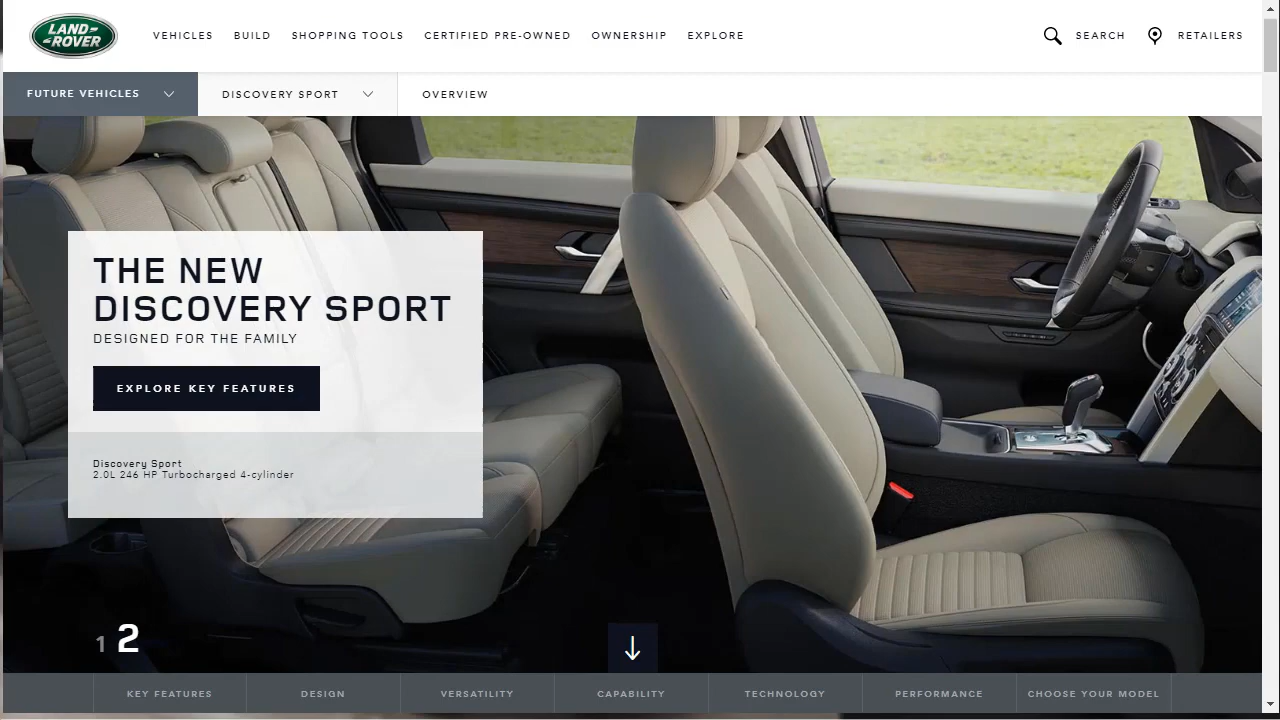 LAND-
-ROVER
VEHICLES BUILD SHOPPING TOOLS CERTIFIED PRE-OWNED OWNERSHIP EXPLORE SEARCH RETAILERS
FUTURE VEHICLES DISCOVERY SPORT OVERVIEW
THE NEW
DISCOVERY SPORT
DESIGNED FOR THE FAMILY
EXPLORE KEY FEATURES
Discovery Sport
2.0L 246 HP Turbocharged 4-cylinder
1 2
KEY FEATURES DESIGN VERSATILITY CAPABILITY TECHNOLOGY PERFORMANCE CHOOSE YOUR MODEL